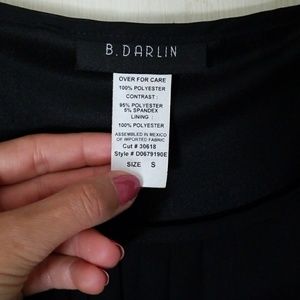 B. DARLIN
OVER FOR CARE
100% POLYESTER
CONTRAST :
95% POLYESTER
5% SPANDEX
LINING :
100% POLYESTER
ASSEMBLED IN MEXICO
OF IMPORTED FABRIC
Cut # 30618
Style # D0679190E
SIZE S